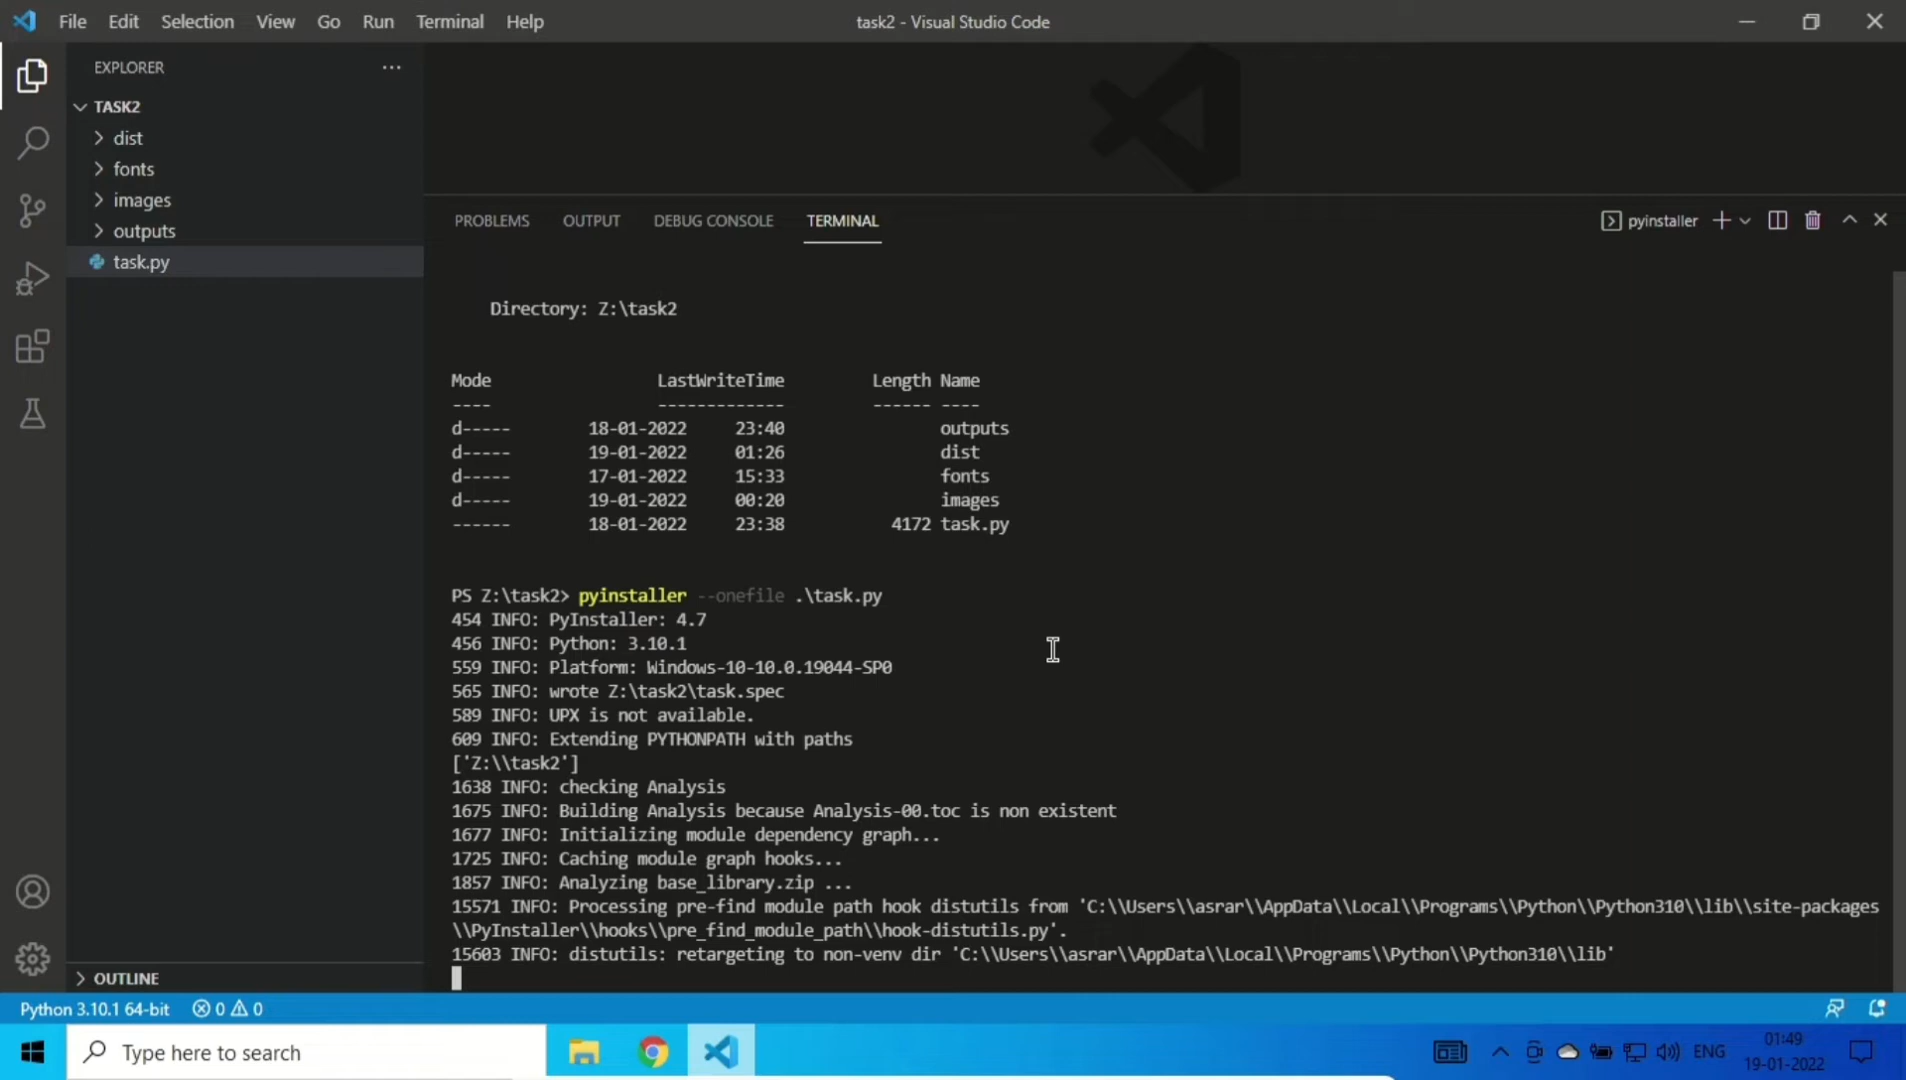 File Edit Selection View Go Run Terminal Help
task2 - Visual Studio Code
EXPLORER
TASK2
dist
fonts
images
outputs
task.py
OUTLINE
PROBLEMS OUTPUT DEBUG CONSOLE TERMINAL
pyinstaller
Directory: Z:\task2
Mode LastWriteTime Length Name
---- ------------- ------ ----
d----- 18-01-2022 23:40 outputs
d----- 19-01-2022 01:26 dist
d----- 17-01-2022 15:33 fonts
d----- 19-01-2022 00:20 images
------ 18-01-2022 23:38 4172 task.py
PS Z:\task2> pyinstaller --onefile .\task.py
454 INFO: PyInstaller: 4.7
456 INFO: Python: 3.10.1
559 INFO: Platform: Windows-10-10.0.19044-SP0
565 INFO: wrote Z:\task2\task.spec
589 INFO: UPX is not available.
609 INFO: Extending PYTHONPATH with paths
['Z:\\task2']
1638 INFO: checking Analysis
1675 INFO: Building Analysis because Analysis-00.toc is non existent
1677 INFO: Initializing module dependency graph...
1725 INFO: Caching module graph hooks...
1857 INFO: Analyzing base_library.zip ...
15571 INFO: Processing pre-find module path hook distutils from 'C:\\Users\\asrar\\AppData\\Local\\Programs\\Python\\Python310\\lib\\site-packages
\\PyInstaller\\hooks\\pre_find_module_path\\hook-distutils.py'.
15603 INFO: distutils: retargeting to non-venv dir 'C:\\Users\\asrar\\AppData\\Local\\Programs\\Python\\Python310\\lib'
Python 3.10.1 64-bit 0 0
Type here to search
ENG
01:49
19-01-2022